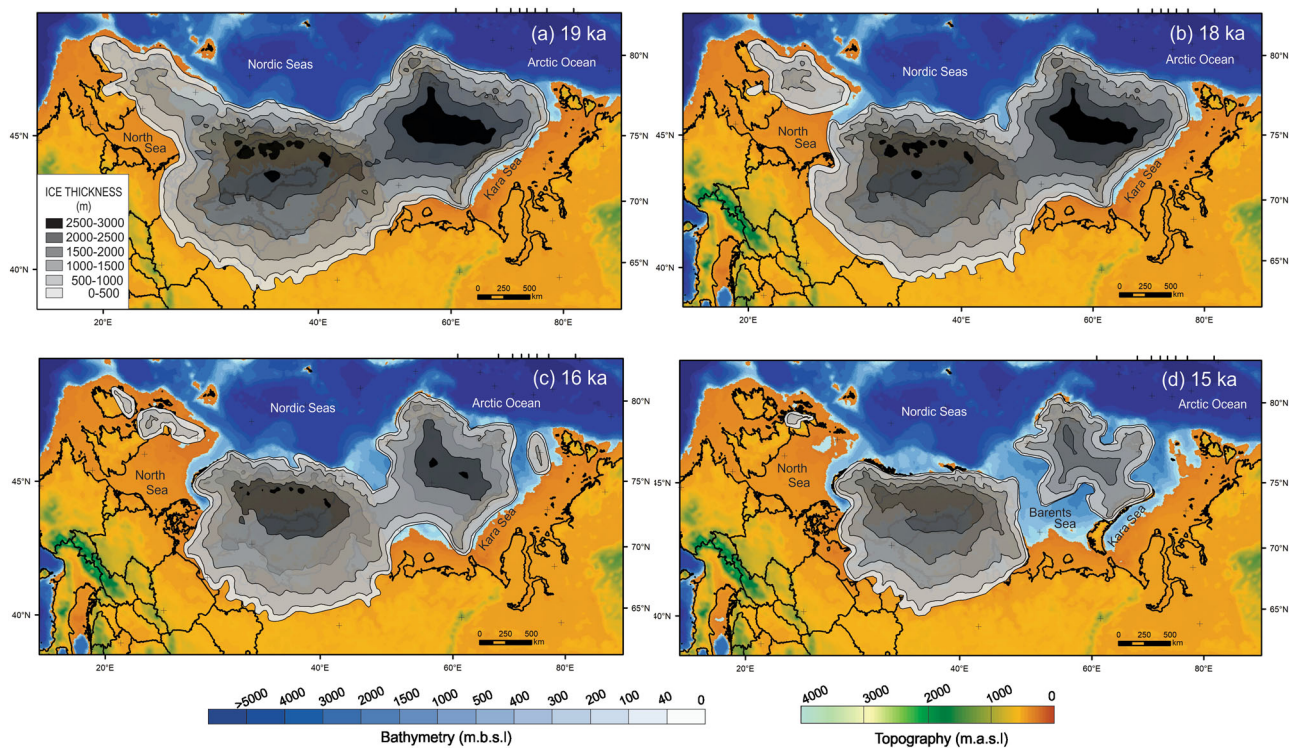 (a) 19 ka
Nordic Seas
Arctic Ocean
80°N
45°N
North
Sea
75°N
Kara Sea
70°N
ICE THICKNESS
(m)
2500-3000
2000-2500
1500-2000
1000-1500
500-1000
0-500
40°N
65°N
0 250 500
km
20°E
40°E
60°E
80°E
(b) 18 ka
Nordic Seas
Arctic Ocean
80°N
45°N
North
Sea
75°N
Kara Sea
70°N
40°N
65°N
0 250 500
km
20°E
40°E
60°E
80°E
(c) 16 ka
Nordic Seas
Arctic Ocean
80°N
North
Sea
45°N
75°N
Kara Sea
70°N
40°N
65°N
0 250 500
km
20°E
40°E
60°E
80°E
(d) 15 ka
Nordic Seas
Arctic Ocean
80°N
North
Sea
45°N
75°N
Barents
Sea
Kara Sea
70°N
40°N
65°N
0 250 500
km
20°E
40°E
60°E
80°E
>5000 4000 3000 2000 1500 1000 500 400 300 200 100 40 0
Bathymetry (m.b.s.l)
4000 3000 2000 1000 0
Topography (m.a.s.l)